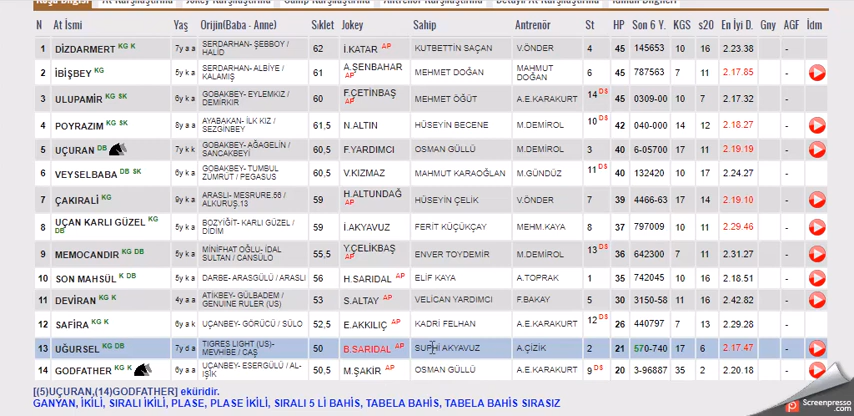 N At İsmi Yaş Orijin(Baba - Anne) Sıklet Jokey Sahip Antrenör St HP Son 6 Y. KGS s20 En İyi D. Gny AGF İdm
1 DİZDARMERT KG K 7y a a SERDARHAN- ŞEBBOY / HALİD 62 İ.KATAR AP KUTBETTİN SAÇAN V.ÖNDER 4 45 145653 10 16 2.23.38 -
2 İBİŞBEY KG 5y k a SERDARHAN- ALBİYE / KALAMIŞ 61 A.ŞENBAHAR AP MEHMET DOĞAN MAHMUT DOĞAN 6 45 787563 7 11 2.17.85 -
3 ULUPAMİR KG SK 6y k a GOBAKBEY- EYLEMKIZ / DEMİRKIR 60 F.ÇETİNBAŞ AP MEHMET ÖĞÜT A.E.KARAKURT 14 DS 45 0309-00 10 7 2.17.32 -
4 POYRAZIM KG SK 8y a a AYABAKAN- İLK KIZ / SEZGİNBEY 61,5 N.ALTIN HÜSEYİN BECENE M.DEMİROL 10 DS 42 040-000 14 12 2.18.27 -
5 UÇURAN DB 7y k k GOBAKBEY- AĞAGELİN / SANCAKBEYİ 60,5 F.YARDIMCI OSMAN GÜLLÜ M.DEMİROL 3 40 6-05700 17 11 2.19.19 -
6 VEYSELBABA DB SK 6y k a GOBAKBEY- TUMBUL ZÜMRÜT / PEGASUS 60,5 V.KIZMAZ MAHMUT KARAOĞLAN M.GÜNDÜZ 11 DS 40 132420 10 17 2.24.27 -
7 ÇAKIRALİ KG 9y k a ARASLI- MESRURE.56 / ALKURUŞ.13 59 H.ALTUNDAĞ AP HÜSEYİN ÇELİK V.ÖNDER 7 39 4466-63 17 14 2.19.10 -
8 UÇAN KARLI GÜZEL KG DB 5y k a BOZYİĞİT- KARLI GÜZEL / DİDİM 59 İ.AKYAVUZ FERİT KÜÇÜKÇAY MEHM.KAYA 8 37 797009 10 11 2.29.46 -
9 MEMOCANDIR KG DB 5y k a MİNİFHAT OĞLU- İDAL SULTAN / CANSÜLO 55,5 Y.ÇELİKBAŞ AP ENVER TOYDEMİR M.DEMİROL 13 DS 36 642300 7 11 2.31.27 -
10 SON MAHSÜL K DB 5y k a DARBE- ARASGÜLÜ / ARASLI 56 H.SARIDAL AP ELİF KAYA A.TOPRAK 1 35 742045 10 16 2.18.51 -
11 DEVİRAN KG K 4y a a ATİKBEY- GÜLBADEM / GENUINE RULER (US) 53 S.ALTAY AP VELİCAN YARDIMCI F.BAKAY 5 30 3150-58 11 14 2.42.82 -
12 SAFİRA KG K 6y a k UÇANBEY- GÖRÜCÜ / SÜLO 52,5 E.AKKILIÇ AP KADRİ FELHAN A.E.KARAKURT 12 DS 26 440797 7 13 2.29.28 -
13 UĞURSEL KG DB 7y d a TIGRES LIGHT (US)- MEVHİBE / CAŞ 50 B.SARIDAL AP SUPHİ AKYAVUZ A.ÇİZİK 2 21 570-740 17 6 2.17.47 -
14 GODFATHER KG K 6y k a UÇANBEY- ESERGÜLÜ / AL-IŞIK 50,5 M.ŞAKİR AP OSMAN GÜLLÜ A.E.KARAKURT 9 DS 20 3-96887 35 2 2.20.18 -
[(5)UÇURAN,(14)GODFATHER] eküridir.
GANYAN, İKİLİ, SIRALI İKİLİ, PLASE, PLASE İKİLİ, SIRALI 5 Lİ BAHİS, TABELA BAHİS, TABELA BAHİS SIRASIZ
Screenpresso